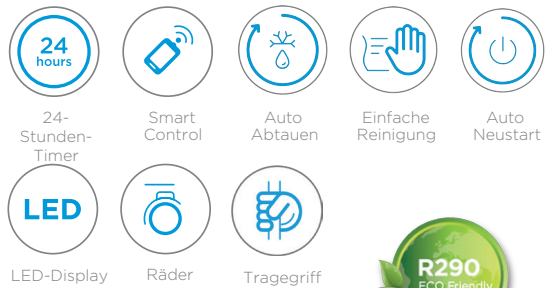 24
hours
24-
Stunden-
Timer
Smart
Control
Auto
Abtauen
Einfache
Reinigung
Auto
Neustart
LED
LED-Display
Räder
Tragegriff
R290
ECO Friendly